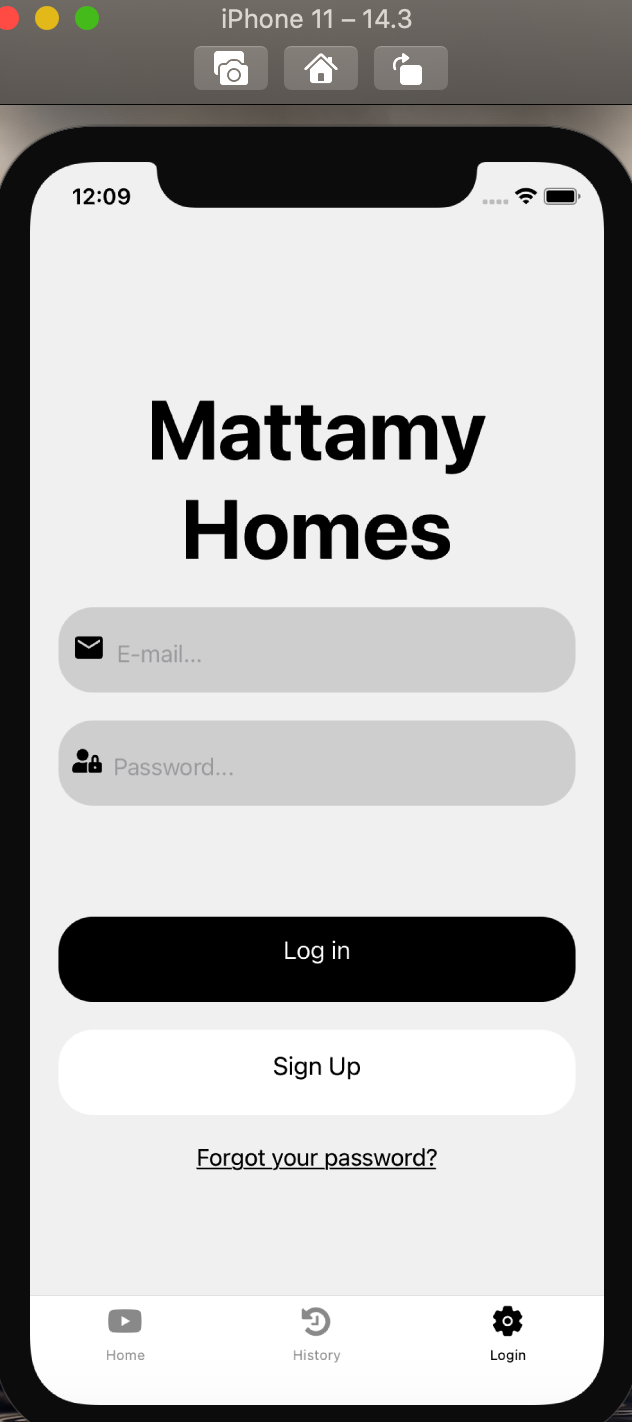 iPhone 11 – 14.3
12:09
Mattamy
Homes
E-mail...
Password...
Log in
Sign Up
Forgot your password?
Home
History
Login